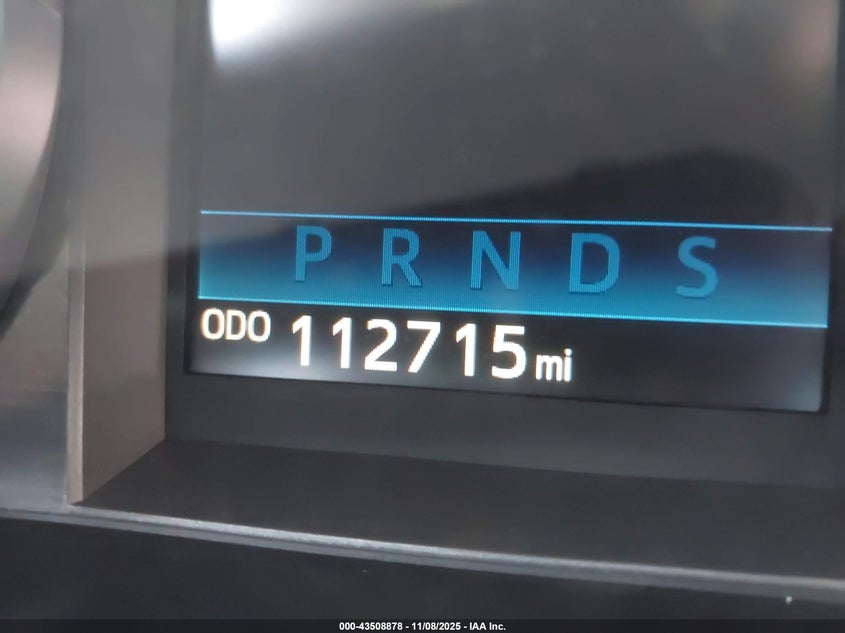 P R N D S
ODO 112715 mi
000-43508878 - 11/08/2025 - IAA Inc.